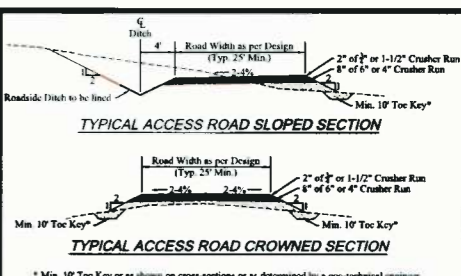 ℄
Ditch
4'
Road Width as per Design
(Typ. 25' Min.)
2-4%
2" of ¾" or 1-1/2" Crusher Run
8" of 6" or 4" Crusher Run
1
2
2
1
Roadside Ditch to be lined
Min. 10' Toe Key*
TYPICAL ACCESS ROAD SLOPED SECTION
Road Width as per Design
(Typ. 25' Min.)
2-4% 2-4%
2" of ¾" or 1-1/2" Crusher Run
8" of 6" or 4" Crusher Run
2
1
2
1
Min. 10' Toe Key*
Min. 10' Toe Key*
TYPICAL ACCESS ROAD CROWNED SECTION
* Min. 10' Toe Key or as shown on cross sections or as determined by a geo-technical engineer